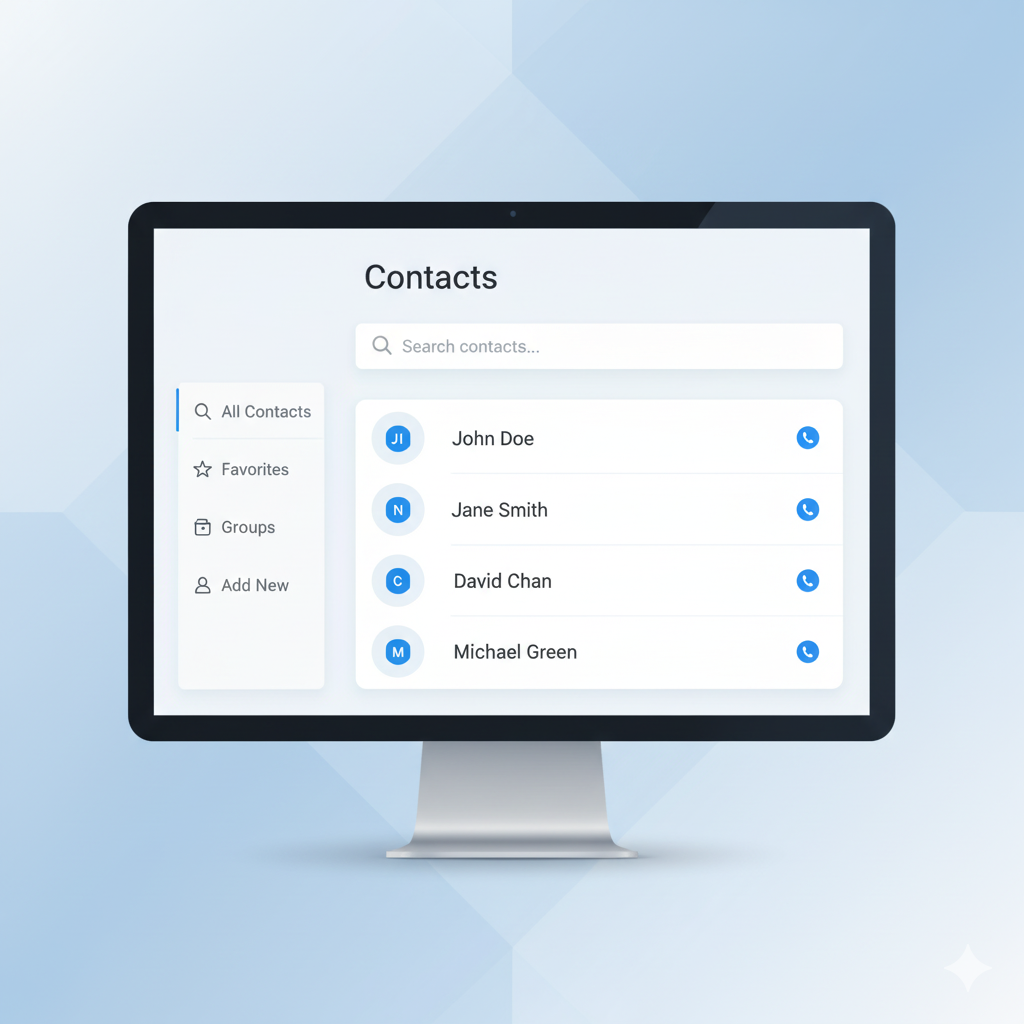 Contacts
Search contacts...
All Contacts
Favorites
Groups
Add New
JI John Doe
N Jane Smith
C David Chan
M Michael Green